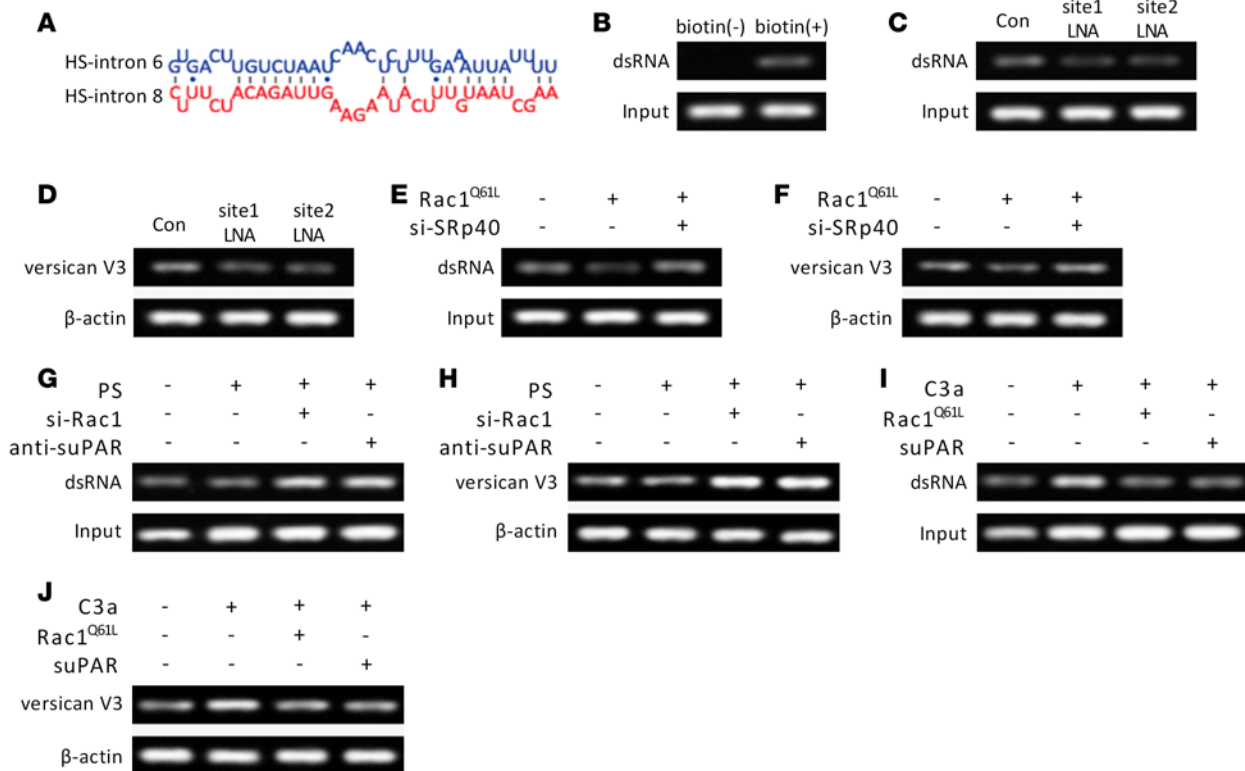 A
HS-intron 6 GUGACUUGUCUAAUCAACCUCUUUGAAAUUAUUUU
HS-intron 8
B
biotin(-) biotin(+)
dsRNA
Input
C
Con site1 LNA site2 LNA
dsRNA
Input
D
Con site1 LNA site2 LNA
versican V3
β-actin
E
Rac1Q61L - + +
si-SRp40 - - +
dsRNA
Input
F
Rac1Q61L - + +
si-SRp40 - - +
versican V3
β-actin
G
PS - + + +
si-Rac1 - - + -
anti-suPAR - - - +
dsRNA
Input
H
PS - + + +
si-Rac1 - - + -
anti-suPAR - - - +
versican V3
β-actin
I
C3a - + + +
Rac1Q61L - - + -
suPAR - - - +
dsRNA
Input
J
C3a - + + +
Rac1Q61L - - + -
suPAR - - - +
versican V3
β-actin